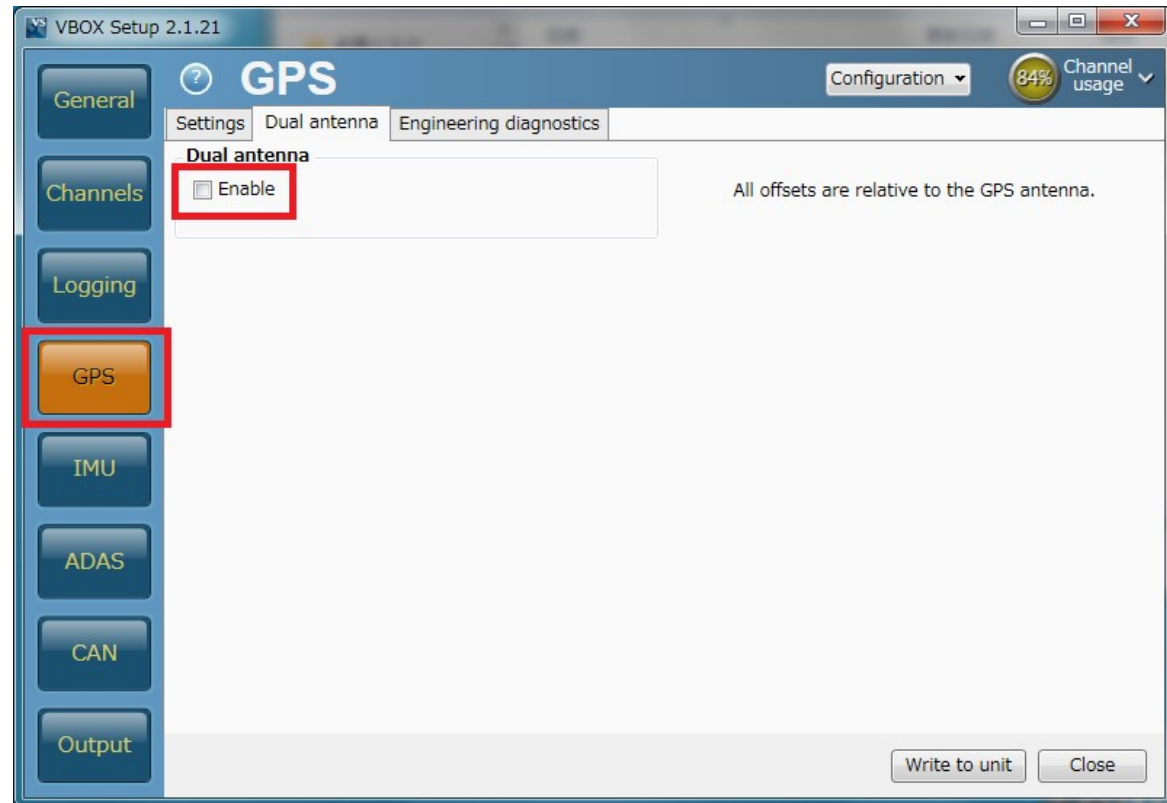 VBOX Setup 2.1.21
GPS
Configuration
84%
Channel usage
Settings
Dual antenna
Engineering diagnostics
Dual antenna
Enable
All offsets are relative to the GPS antenna.
General
Channels
Logging
GPS
IMU
ADAS
CAN
Output
Write to unit
Close